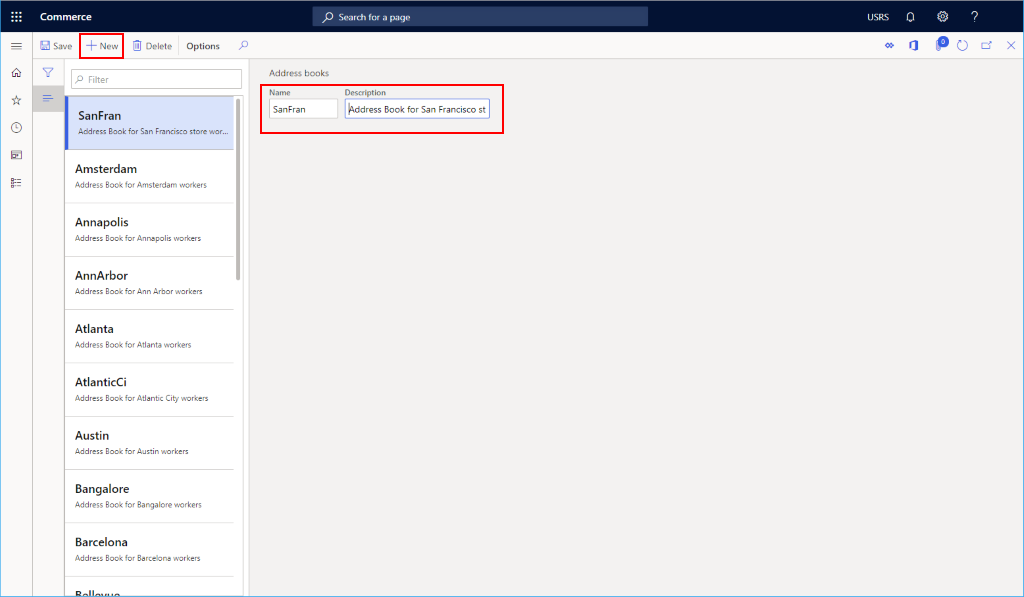 Commerce
Search for a page
USRS
Save
New
Delete
Options
0
Filter
Address books
Name
Description
SanFran
Address Book for San Francisco st
SanFran
Address Book for San Francisco store wor...
Amsterdam
Address Book for Amsterdam workers
Annapolis
Address Book for Annapolis workers
AnnArbor
Address Book for Ann Arbor workers
Atlanta
Address Book for Atlanta workers
AtlanticCi
Address Book for Atlantic City workers
Austin
Address Book for Austin workers
Bangalore
Address Book for Bangalore workers
Barcelona
Address Book for Barcelona workers
Bellevue